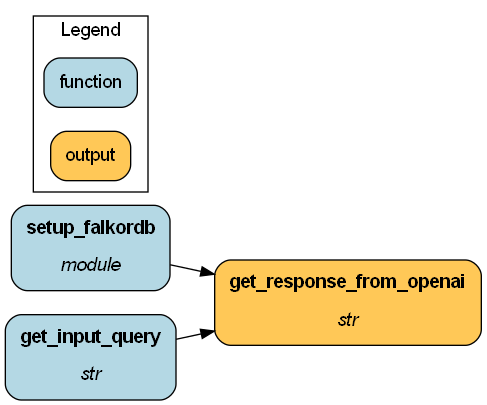 Legend
function
output
setup_falkordb
module
get_response_from_openai
str
get_input_query
str